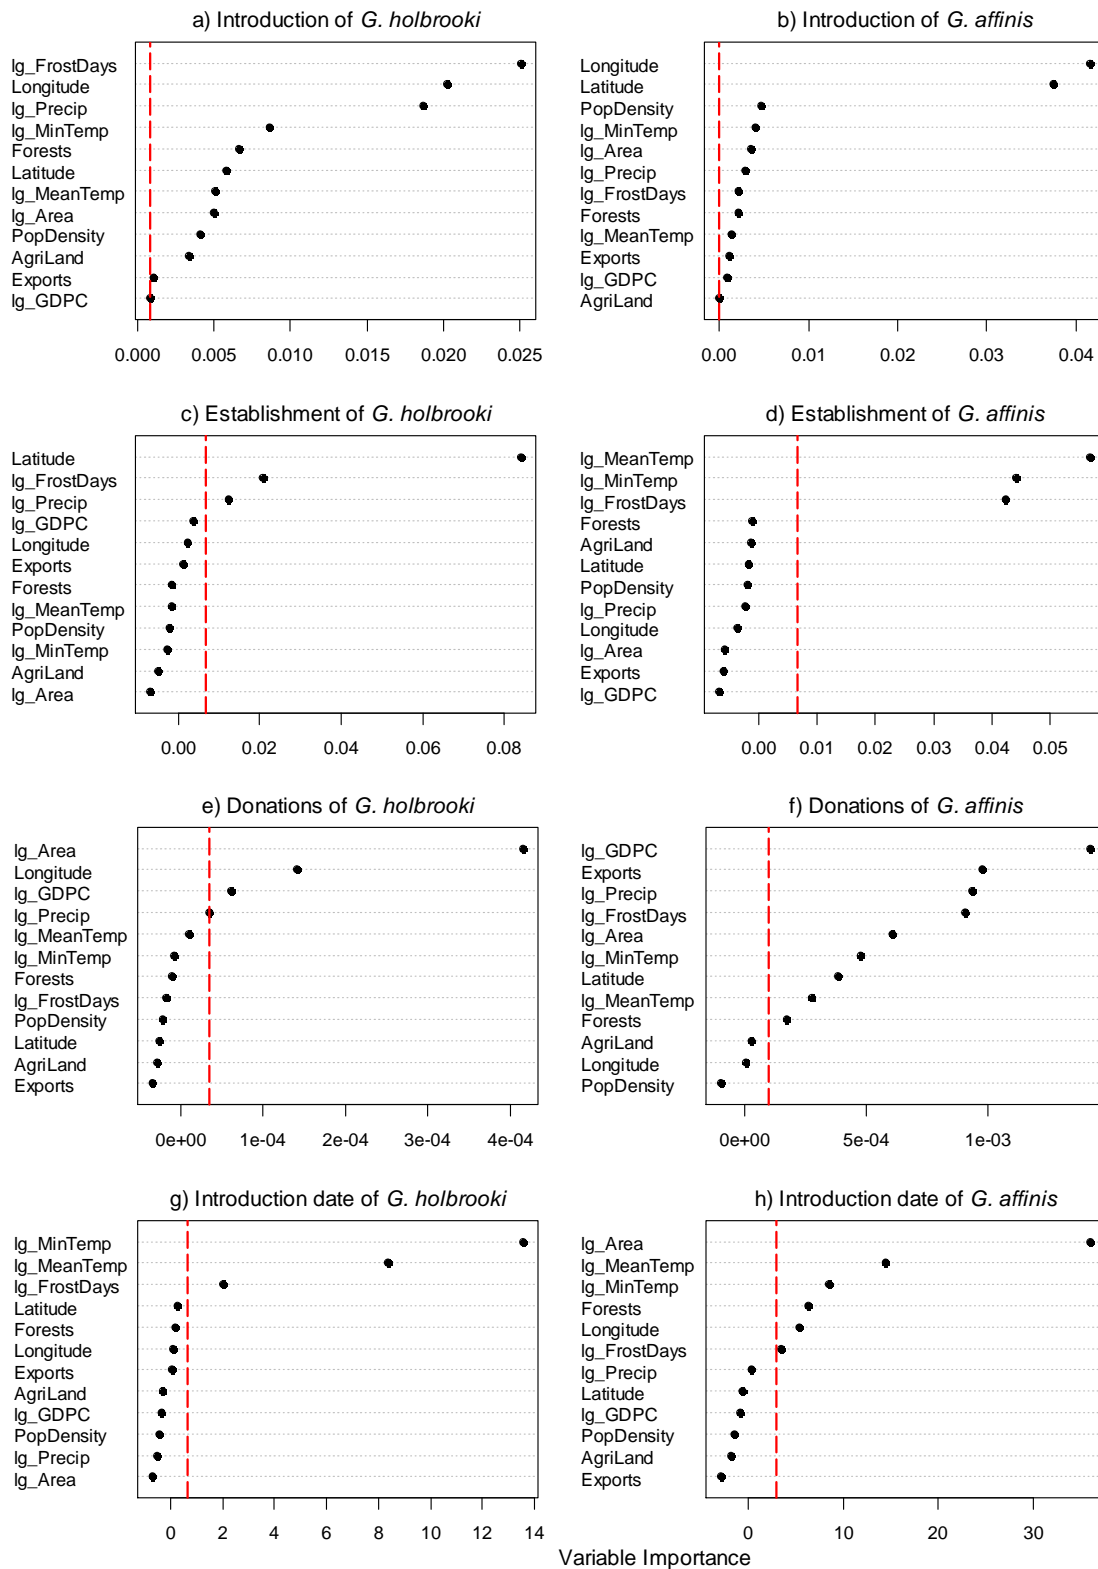 a) Introduction of G. holbrooki
lg_FrostDays
Longitude
lg_Precip
lg_MinTemp
Forests
Latitude
lg_MeanTemp
lg_Area
PopDensity
AgriLand
Exports
lg_GDPC
0.000 0.005 0.010 0.015 0.020 0.025
b) Introduction of G. affinis
Longitude
Latitude
PopDensity
lg_MinTemp
lg_Area
lg_Precip
lg_FrostDays
Forests
lg_MeanTemp
Exports
lg_GDPC
AgriLand
0.00 0.01 0.02 0.03 0.04
c) Establishment of G. holbrooki
Latitude
lg_FrostDays
lg_Precip
lg_GDPC
Longitude
Exports
Forests
lg_MeanTemp
PopDensity
lg_MinTemp
AgriLand
lg_Area
0.00 0.02 0.04 0.06 0.08
d) Establishment of G. affinis
lg_MeanTemp
lg_MinTemp
lg_FrostDays
Forests
AgriLand
Latitude
PopDensity
lg_Precip
Longitude
lg_Area
Exports
lg_GDPC
0.00 0.01 0.02 0.03 0.04 0.05
e) Donations of G. holbrooki
lg_Area
Longitude
lg_GDPC
lg_Precip
lg_MeanTemp
lg_MinTemp
Forests
lg_FrostDays
PopDensity
Latitude
AgriLand
Exports
0e+00 1e-04 2e-04 3e-04 4e-04
f) Donations of G. affinis
lg_GDPC
Exports
lg_Precip
lg_FrostDays
lg_Area
lg_MinTemp
Latitude
lg_MeanTemp
Forests
AgriLand
Longitude
PopDensity
0e+00 5e-04 1e-03
g) Introduction date of G. holbrooki
lg_MinTemp
lg_MeanTemp
lg_FrostDays
Latitude
Forests
Longitude
Exports
AgriLand
lg_GDPC
PopDensity
lg_Precip
lg_Area
0 2 4 6 8 10 12 14
h) Introduction date of G. affinis
lg_Area
lg_MeanTemp
lg_MinTemp
Forests
Longitude
lg_FrostDays
lg_Precip
Latitude
lg_GDPC
PopDensity
AgriLand
Exports
0 10 20 30
Variable Importance